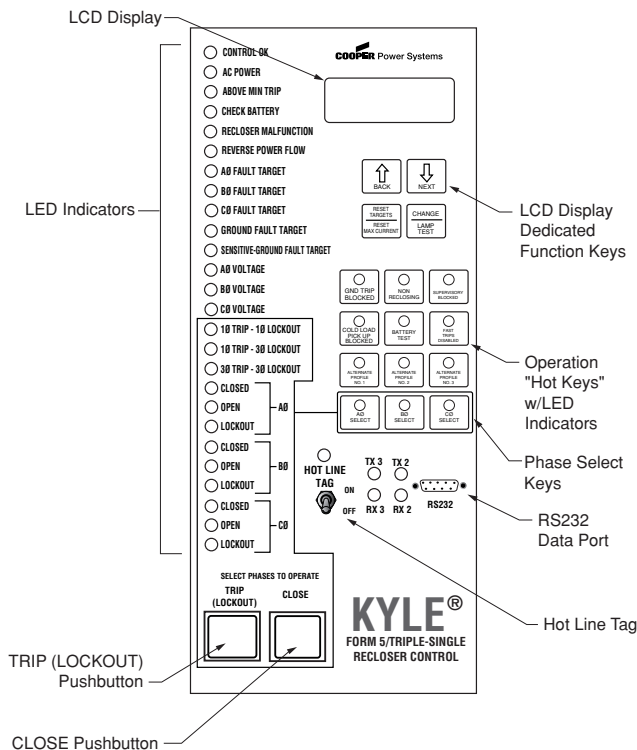 LCD Display
LED Indicators
TRIP (LOCKOUT)
Pushbutton
CLOSE Pushbutton
CONTROL OK
AC POWER
ABOVE MIN TRIP
CHECK BATTERY
RECLOSER MALFUNCTION
REVERSE POWER FLOW
AØ FAULT TARGET
BØ FAULT TARGET
CØ FAULT TARGET
GROUND FAULT TARGET
SENSITIVE-GROUND FAULT TARGET
AØ VOLTAGE
BØ VOLTAGE
CØ VOLTAGE
1Ø TRIP - 1Ø LOCKOUT
1Ø TRIP - 3Ø LOCKOUT
3Ø TRIP - 3Ø LOCKOUT
CLOSED
OPEN
LOCKOUT
AØ
CLOSED
OPEN
LOCKOUT
BØ
CLOSED
OPEN
LOCKOUT
CØ
SELECT PHASES TO OPERATE
TRIP
(LOCKOUT)
CLOSE
COOPER Power Systems
BACK
NEXT
RESET
TARGETS
RESET
MAX CURRENT
CHANGE
LAMP
TEST
GND TRIP
BLOCKED
NON
RECLOSING
SUPERVISORY
BLOCKED
COLD LOAD
PICK UP
BLOCKED
BATTERY
TEST
FAST
TRIPS
DISABLED
ALTERNATE
PROFILE
NO. 1
ALTERNATE
PROFILE
NO. 2
ALTERNATE
PROFILE
NO. 3
AØ
SELECT
BØ
SELECT
CØ
SELECT
HOT LINE
TAG
ON
OFF
TX 3 TX 2
RX 3 RX 2
RS232
KYLE®
FORM 5/TRIPLE-SINGLE
RECLOSER CONTROL
LCD Display
Dedicated
Function Keys
Operation
"Hot Keys"
w/LED
Indicators
Phase Select
Keys
RS232
Data Port
Hot Line Tag